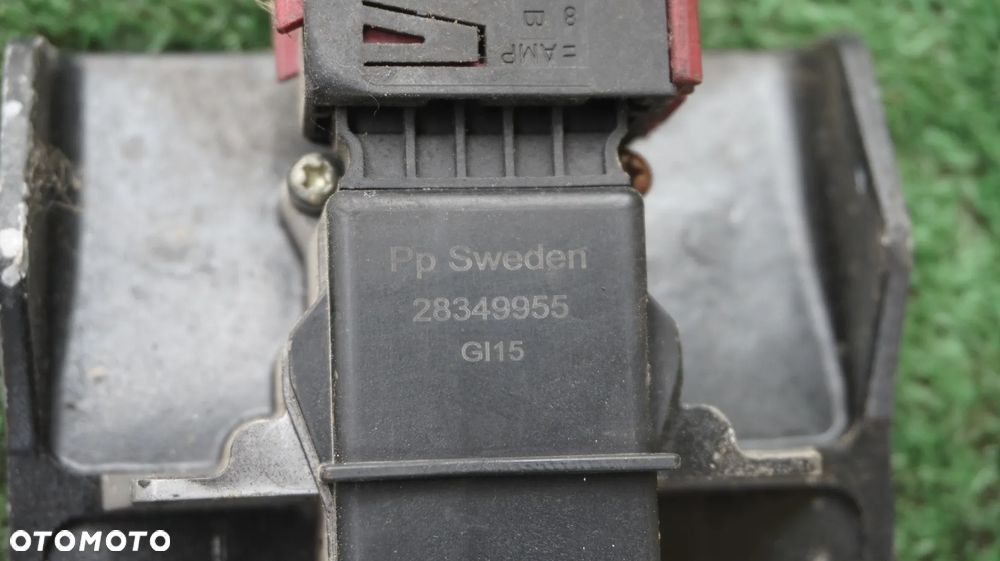 8
B
=AMP
Pp Sweden
28349955
GI15
OTOMOTO